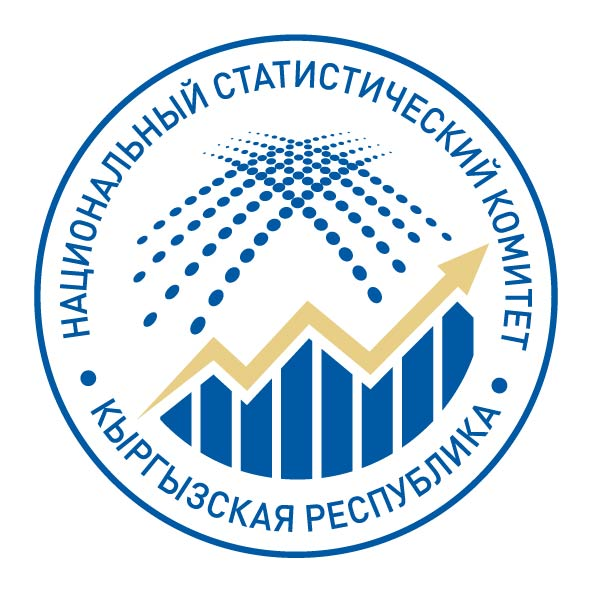 НАЦИОНАЛЬНЫЙ СТАТИСТИЧЕСКИЙ КОМИТЕТ
КЫРГЫЗСКАЯ РЕСПУБЛИКА